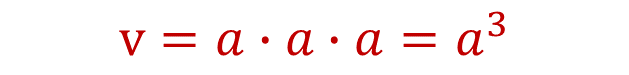 v = a · a · a = a³